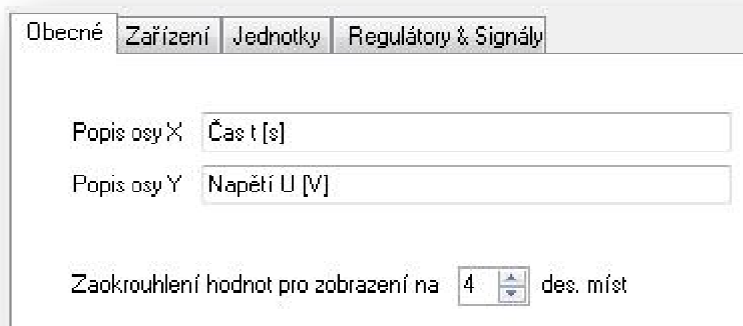 Obecné Zařízení Jednotky Regulátory & Signály
Popis osy X Čas t [s]
Popis osy Y Napětí U [V]
Zaokrouhlení hodnot pro zobrazení na 4 des. míst